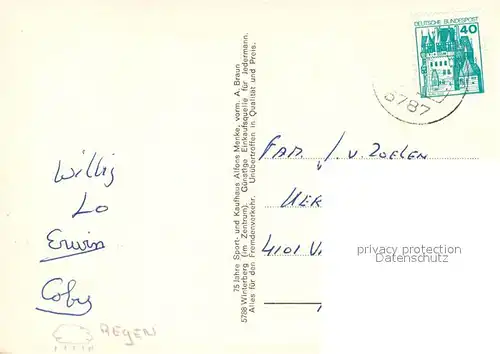 DEUTSCHE BUNDESPOST
40
5787
Willij
Lo
Erwin
Coby
REGEN
75 Jahre Sport- und Kaufhaus Alfons Menke, vorm. A. Braun
5788 Winterberg (im Zentrum). Günstige Einkaufsquelle für Jedermann.
Alles für den Fremdenverkehr. Unübertroffen in Qualität und Preis.
FAM. J. V. ZOELEN
4101 V
privacy protection
Datenschutz